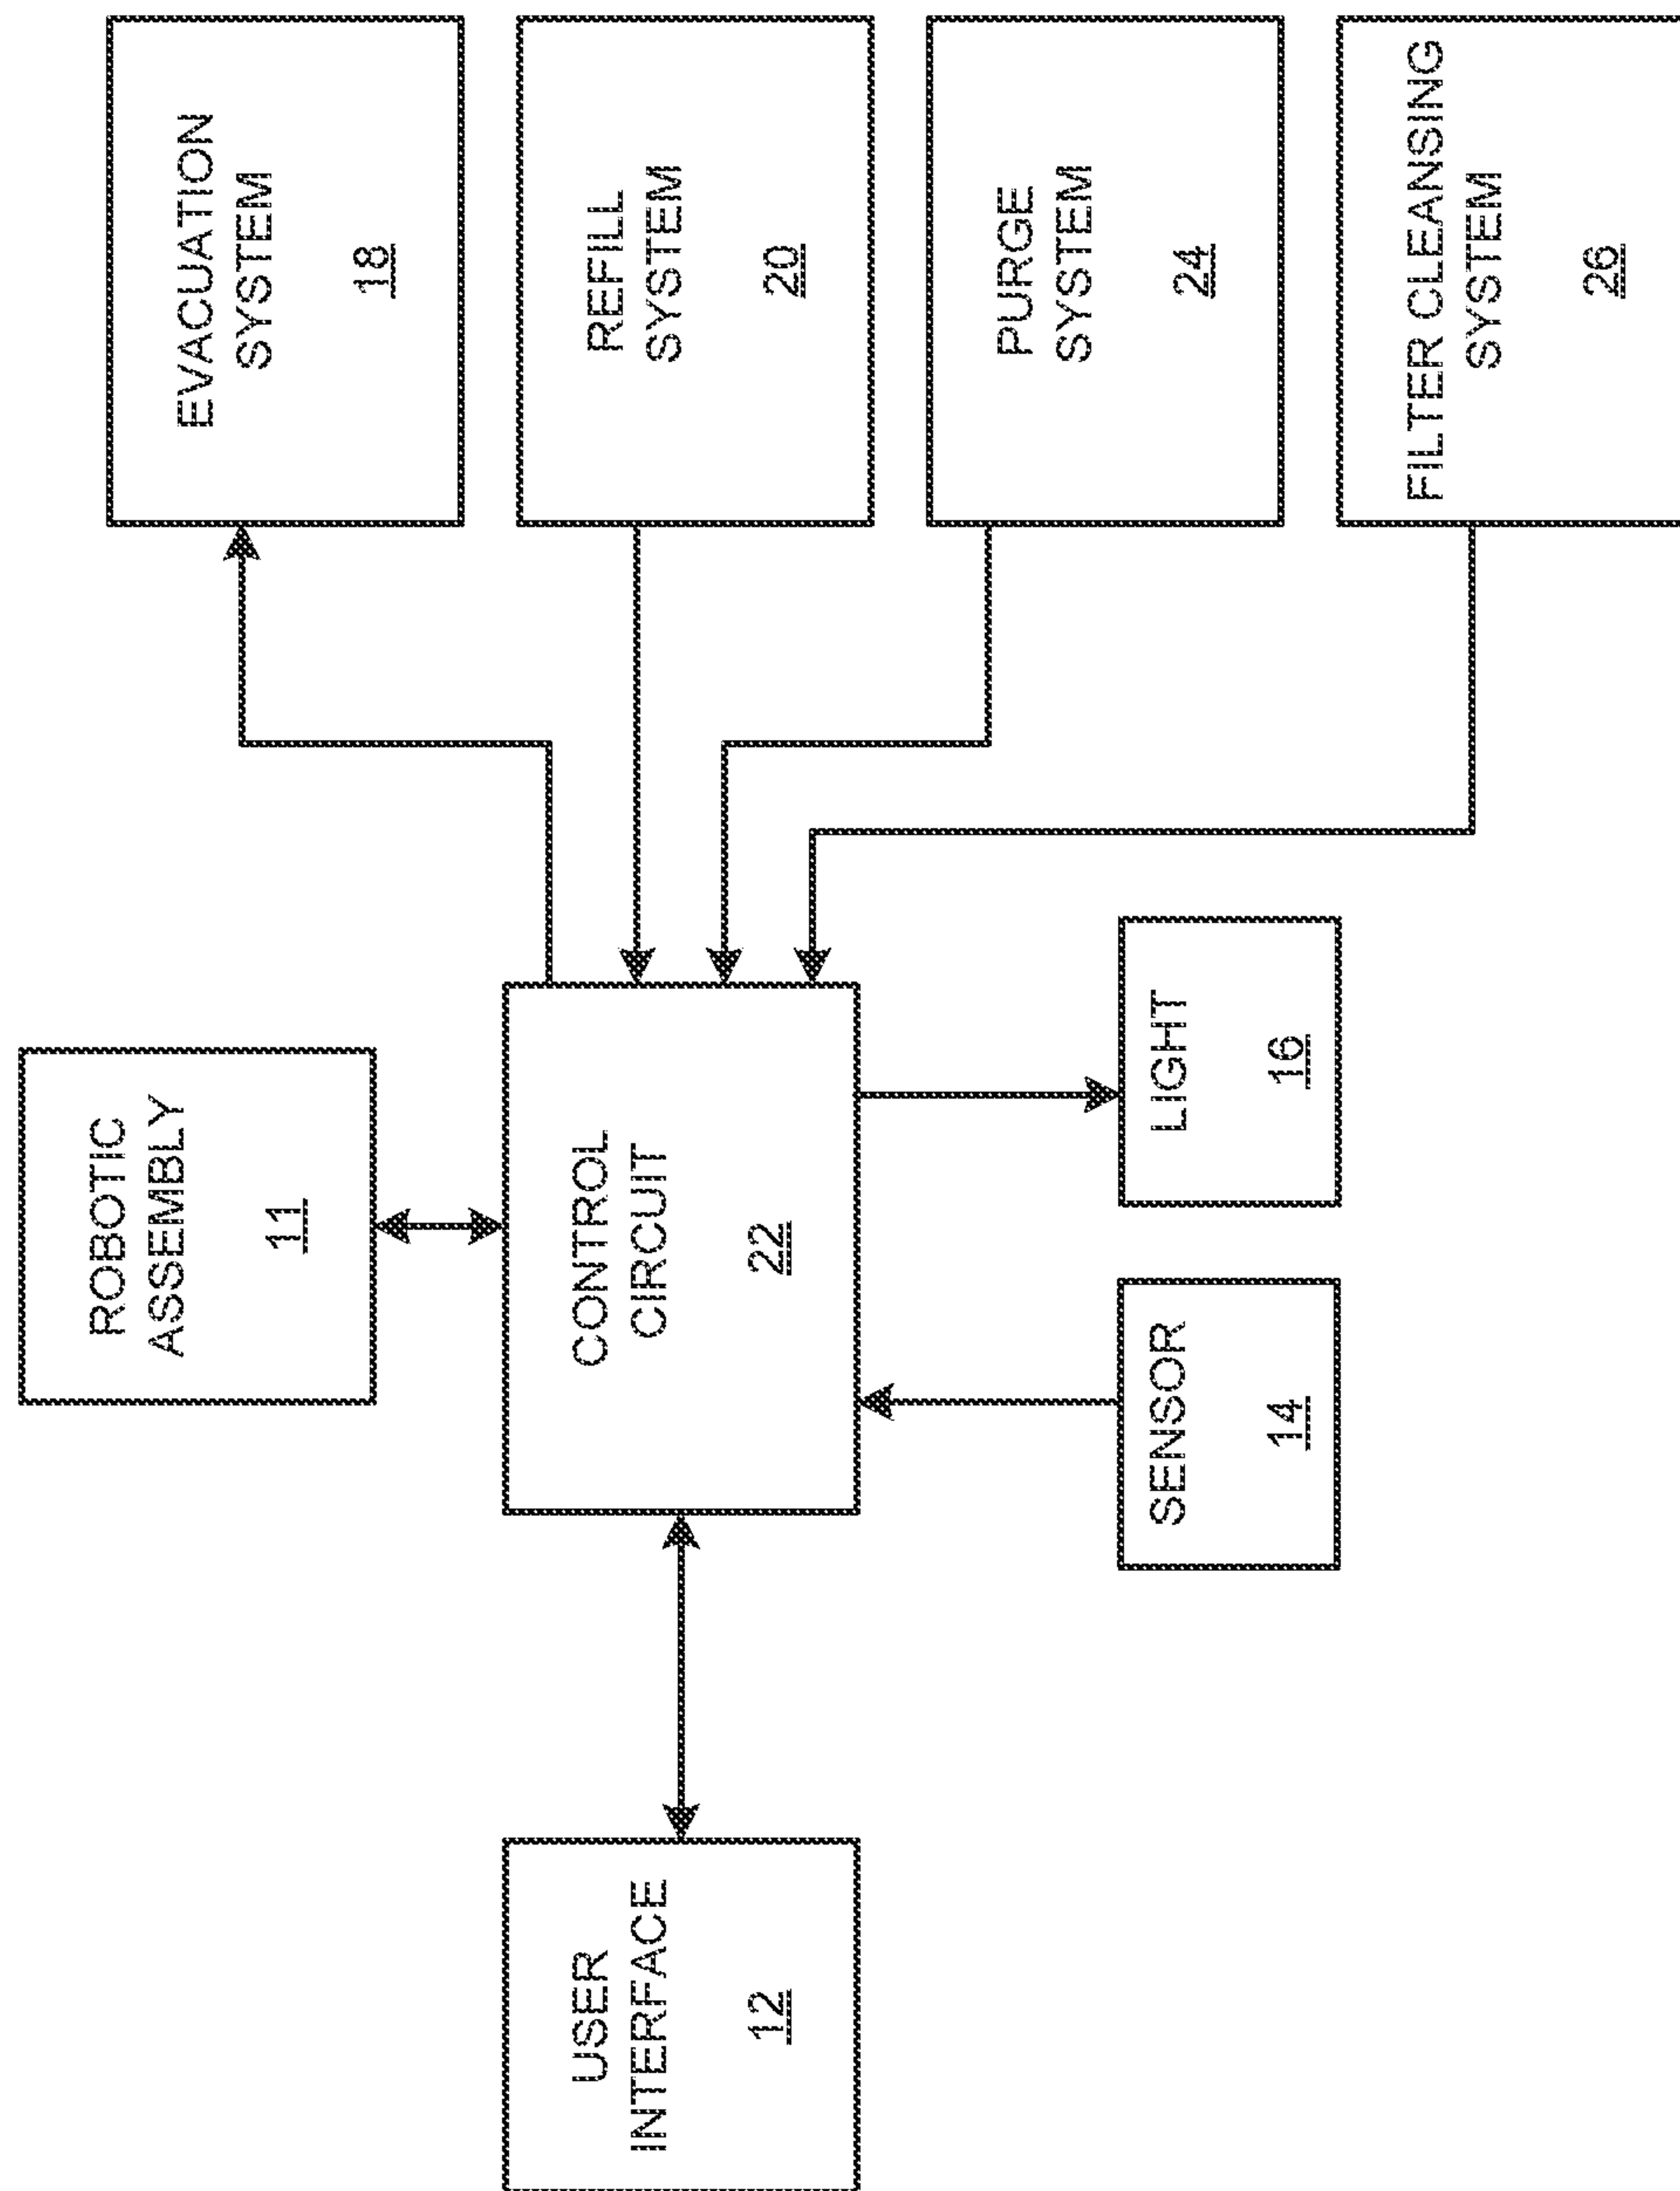 ROBOTIC
ASSEMBLY
11
EVACUATION
SYSTEM
18
USER
INTERFACE
12
CONTROL
CIRCUIT
22
REFILL
SYSTEM
20
PURGE
SYSTEM
24
SENSOR
14
LIGHT
16
FILTER CLEANSING
SYSTEM
26